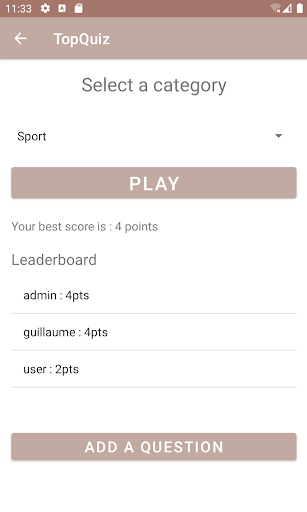 11:33
TopQuiz
Select a category
Sport
PLAY
Your best score is : 4 points
Leaderboard
admin : 4pts
guillaume : 4pts
user : 2pts
ADD A QUESTION